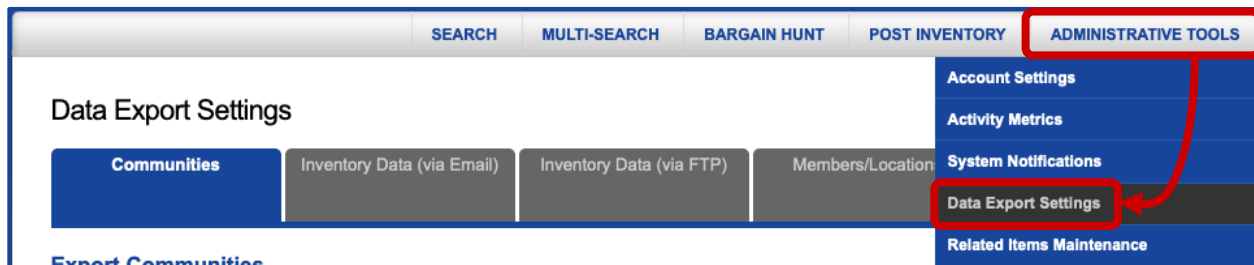 SEARCH MULTI-SEARCH BARGAIN HUNT POST INVENTORY ADMINISTRATIVE TOOLS
Account Settings
Data Export Settings
Activity Metrics
Communities Inventory Data (via Email) Inventory Data (via FTP) Members/Location
System Notifications
Data Export Settings
Related Items Maintenance
Export Communities